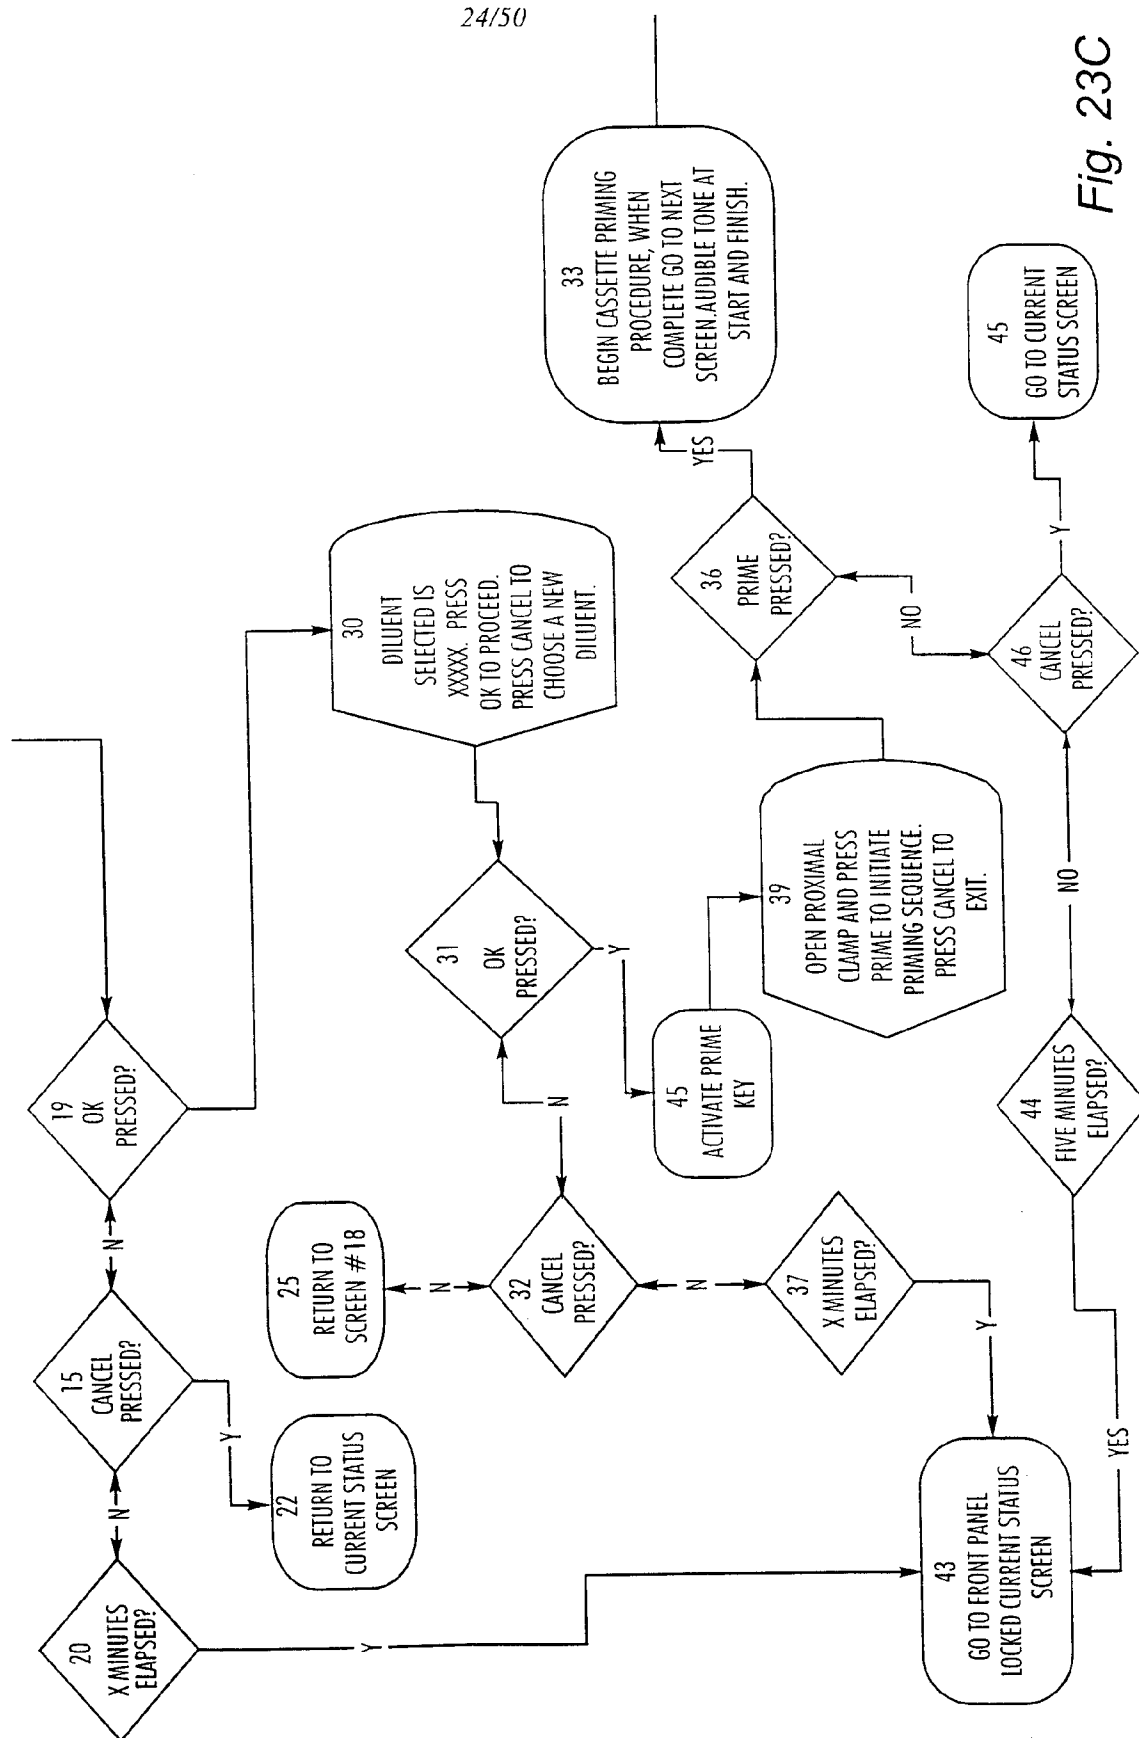 24/50
19
OK
PRESSED?
N
15
CANCEL
PRESSED?
N
20
X MINUTES
ELAPSED?
Y
22
RETURN TO
CURRENT STATUS
SCREEN
Y
25
RETURN TO
SCREEN #18
30
DILUENT
SELECTED IS
XXXX. PRESS
OK TO PROCEED.
PRESS CANCEL TO
CHOOSE A NEW
DILUENT.
31
OK
PRESSED?
N
Y
32
CANCEL
PRESSED?
N
N
37
X MINUTES
ELAPSED?
Y
45
ACTIVATE PRIME
KEY
39
OPEN PROXIMAL
CLAMP AND PRESS
PRIME TO INITIATE
PRIMING SEQUENCE.
PRESS CANCEL TO
EXIT.
36
PRIME
PRESSED?
YES
NO
33
BEGIN CASSETTE PRIMING
PROCEDURE, WHEN
COMPLETE GO TO NEXT
SCREEN.AUDIBLE TONE AT
START AND FINISH.
46
CANCEL
PRESSED?
Y
45
GO TO CURRENT
STATUS SCREEN
NO
44
FIVE MINUTES
ELAPSED?
YES
43
GO TO FRONT PANEL
LOCKED CURRENT STATUS
SCREEN
Fig. 23C